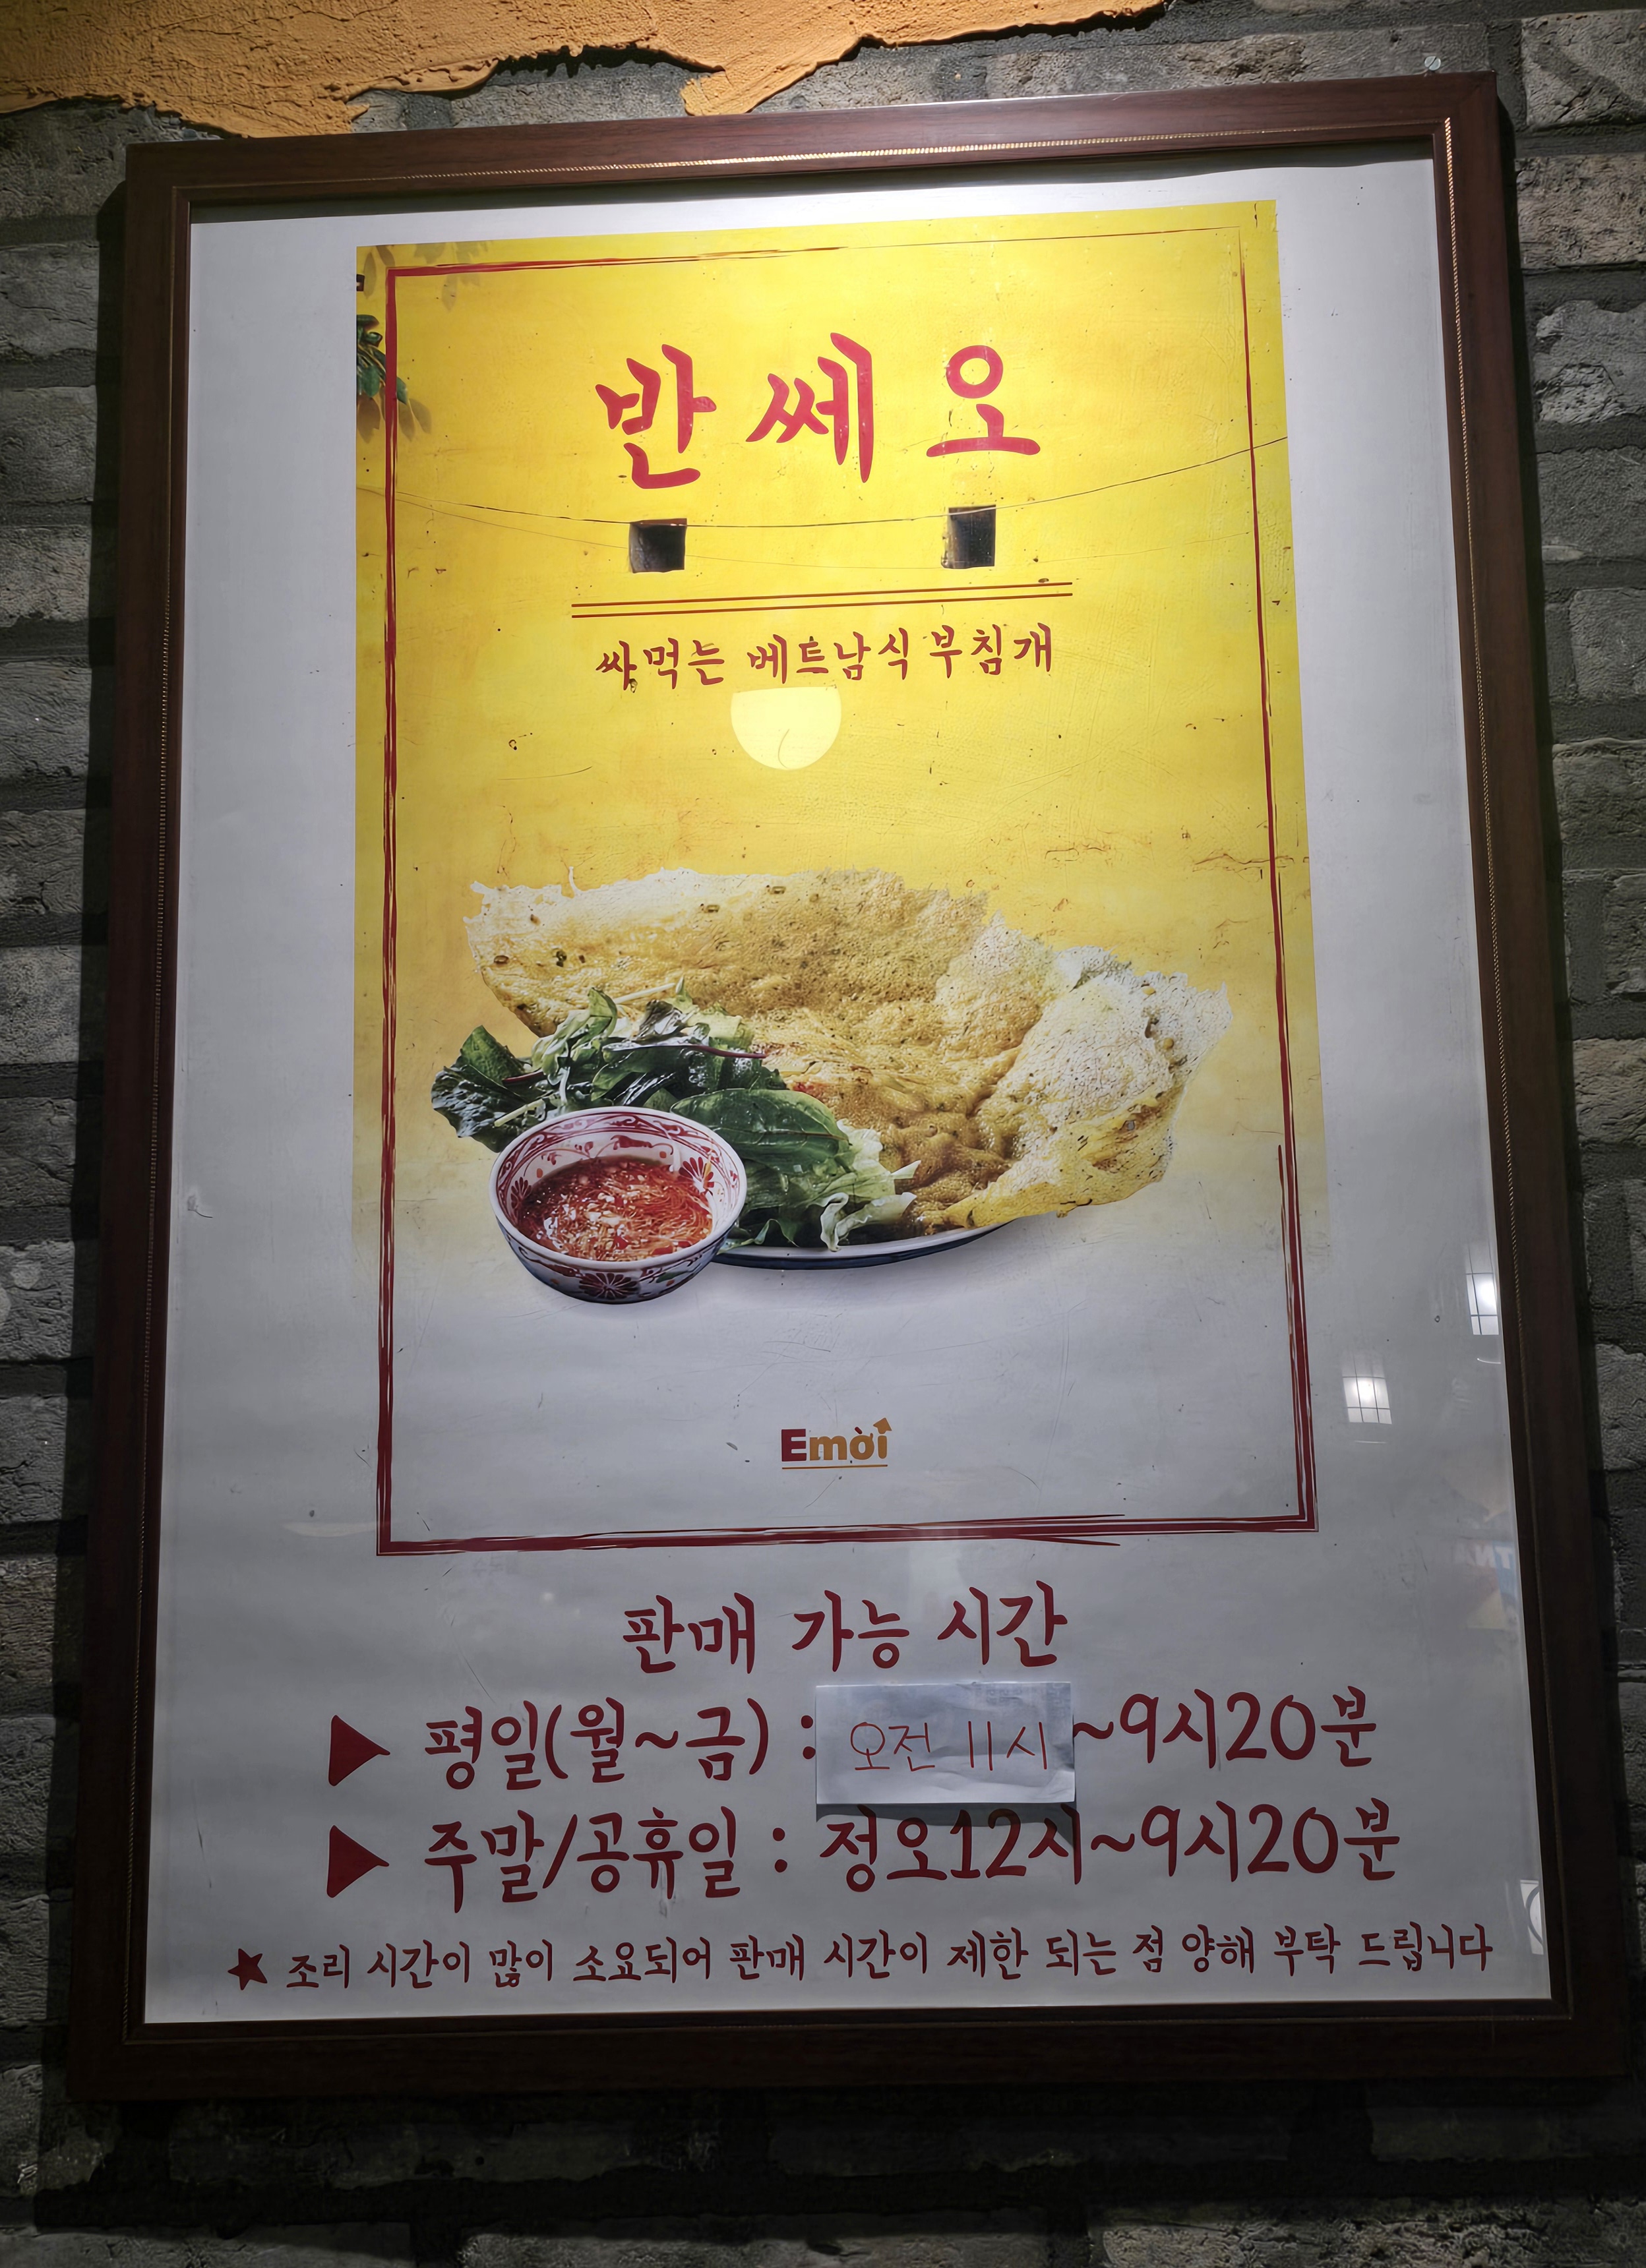 반쎄오
싸먹는 베트남식 부침개
Emời
판매 가능 시간
▶ 평일(월~금) : 오전 11시 ~9시20분
▶ 주말/공휴일 : 정오12시~9시20분
★ 조리 시간이 많이 소요되어 판매 시간이 제한 되는 점 양해 부탁 드립니다